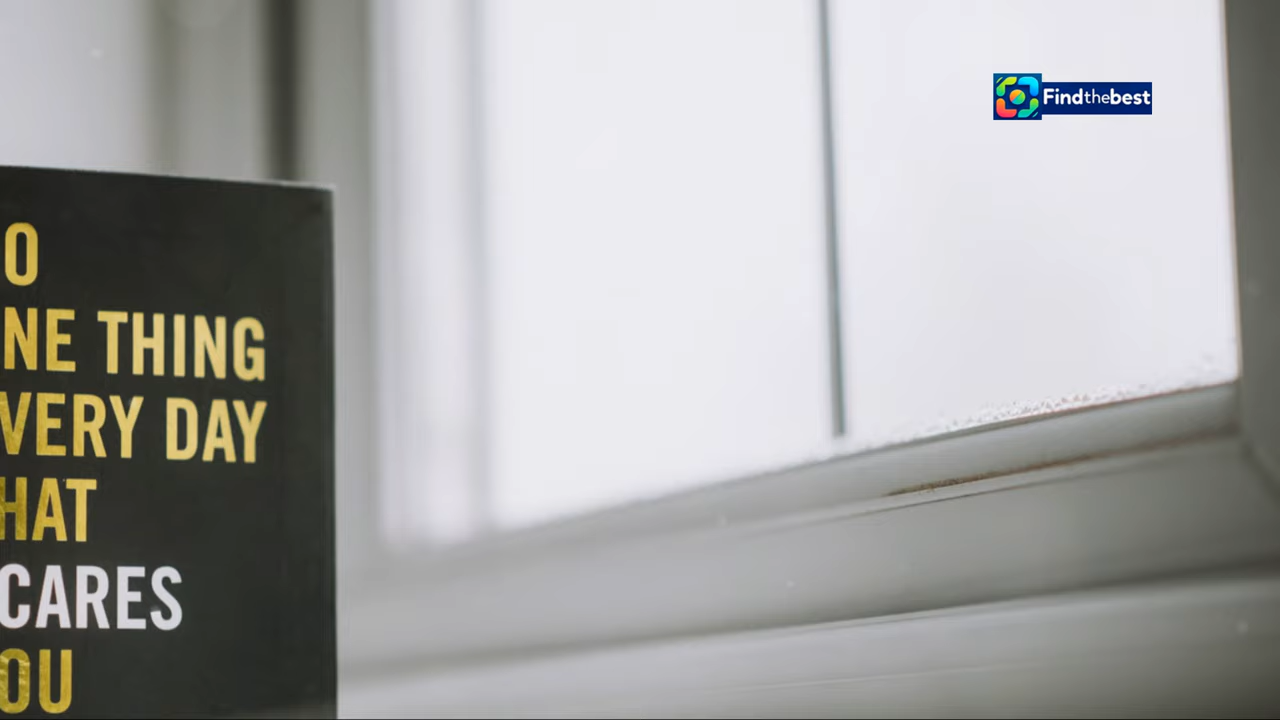 Findthebest
O
NE THING
VERY DAY
HAT
CARES
OU